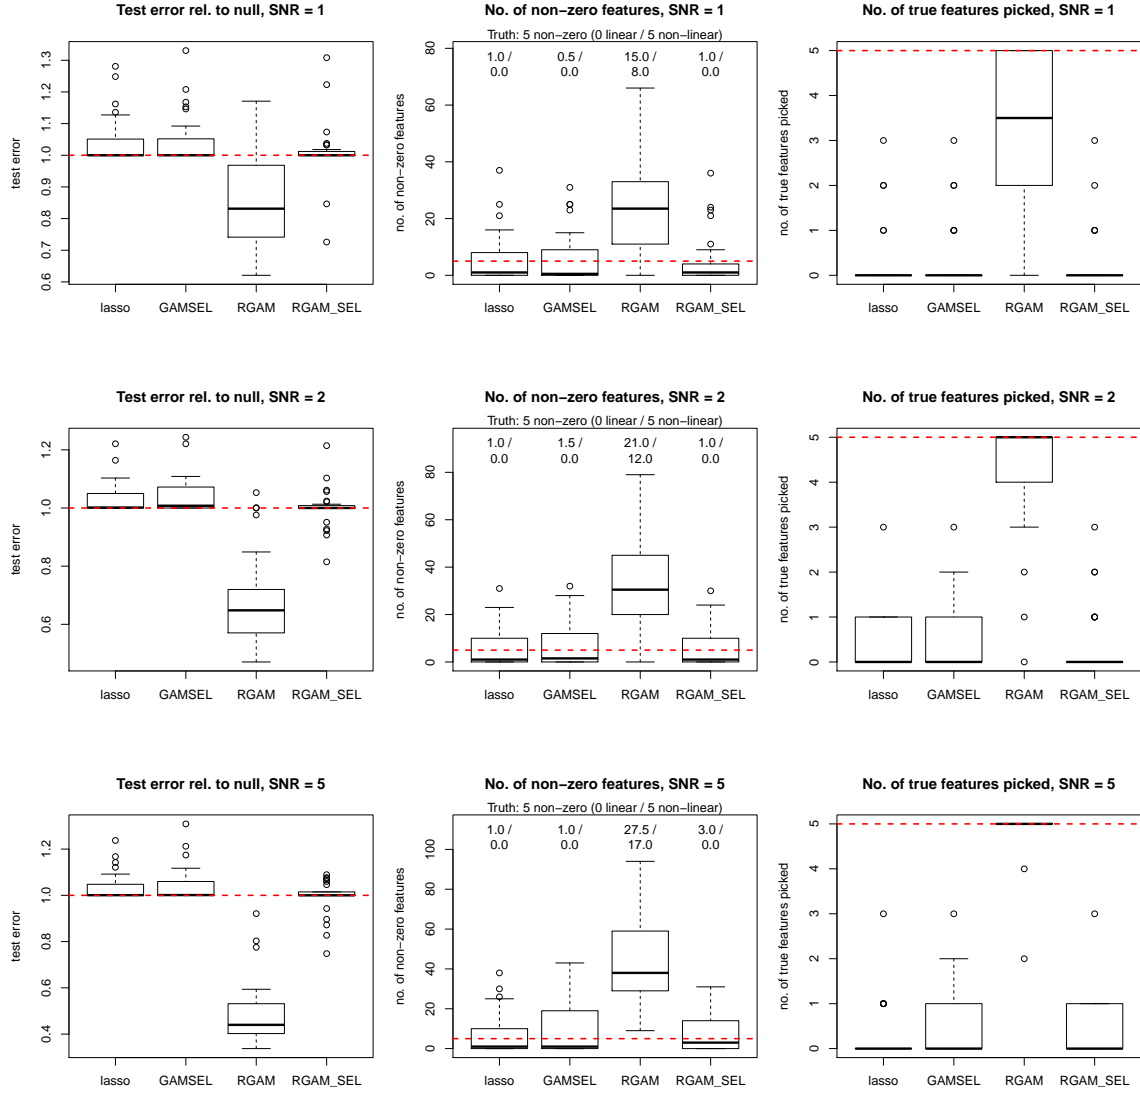 Test error rel. to null, SNR = 1
test error
0.6 0.7 0.8 0.9 1.0 1.1 1.2 1.3
lasso GAMSEL RGAM RGAM_SEL
No. of non−zero features, SNR = 1
Truth: 5 non−zero (0 linear / 5 non−linear)
1.0 / 0.5 / 15.0 / 1.0 /
0.0 0.0 8.0 0.0
no. of non−zero features
0 20 40 60 80
lasso GAMSEL RGAM RGAM_SEL
No. of true features picked, SNR = 1
no. of true features picked
0 1 2 3 4 5
lasso GAMSEL RGAM RGAM_SEL
Test error rel. to null, SNR = 2
test error
0.6 0.8 1.0 1.2
lasso GAMSEL RGAM RGAM_SEL
No. of non−zero features, SNR = 2
Truth: 5 non−zero (0 linear / 5 non−linear)
1.0 / 1.5 / 21.0 / 1.0 /
0.0 0.0 12.0 0.0
no. of non−zero features
0 20 40 60 80
lasso GAMSEL RGAM RGAM_SEL
No. of true features picked, SNR = 2
no. of true features picked
0 1 2 3 4 5
lasso GAMSEL RGAM RGAM_SEL
Test error rel. to null, SNR = 5
test error
0.4 0.6 0.8 1.0 1.2
lasso GAMSEL RGAM RGAM_SEL
No. of non−zero features, SNR = 5
Truth: 5 non−zero (0 linear / 5 non−linear)
1.0 / 1.0 / 27.5 / 3.0 /
0.0 0.0 17.0 0.0
no. of non−zero features
0 20 40 60 80 100
lasso GAMSEL RGAM RGAM_SEL
No. of true features picked, SNR = 5
no. of true features picked
0 1 2 3 4 5
lasso GAMSEL RGAM RGAM_SEL